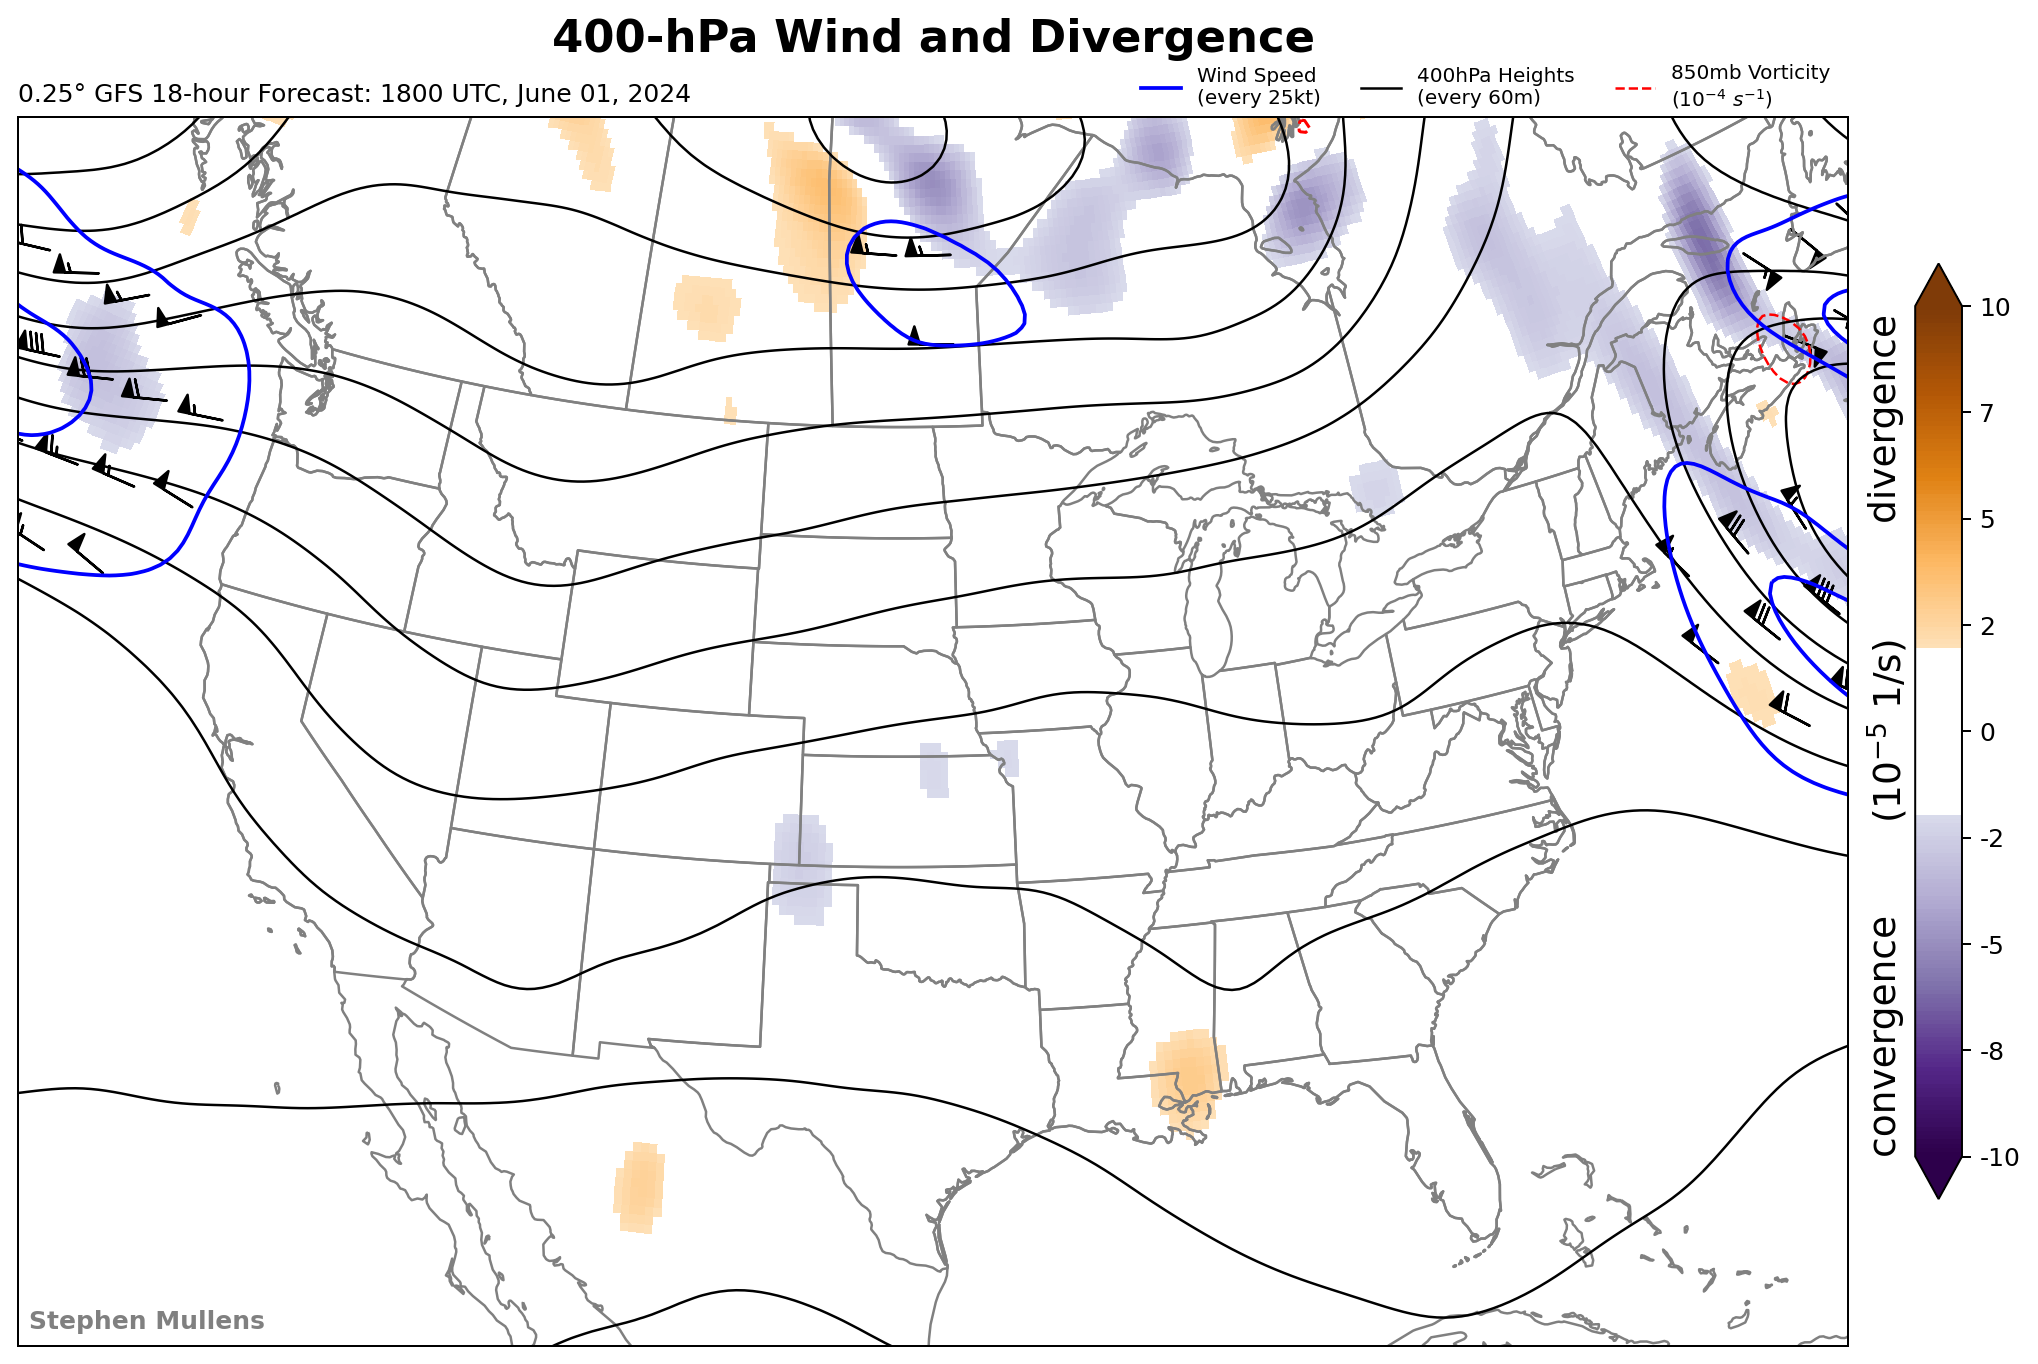 400-hPa Wind and Divergence
0.25° GFS 18-hour Forecast: 1800 UTC, June 01, 2024
Wind Speed
(every 25kt)
400hPa Heights
(every 60m)
850mb Vorticity
(10⁻⁴ s⁻¹)
convergence (10⁻⁵ 1/s) divergence
10
7
5
2
0
-2
-5
-8
-10
Stephen Mullens